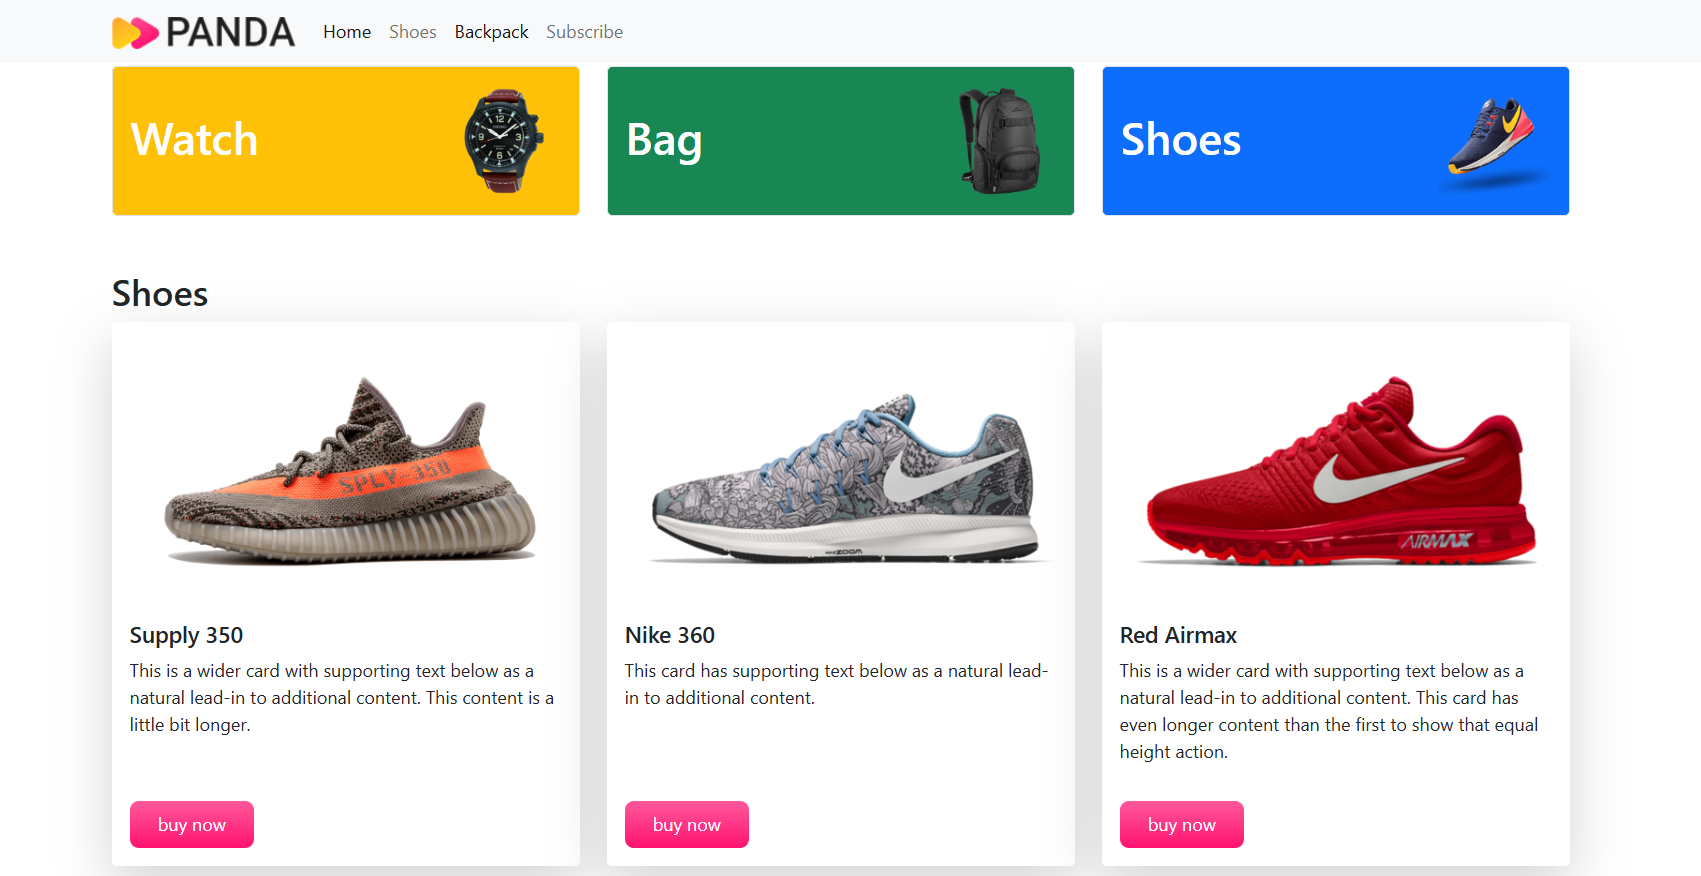 PANDA Home Shoes Backpack Subscribe
Watch
Bag
Shoes
Shoes
SPLY-350
ZOOM
AIRMAX
Supply 350
This is a wider card with supporting text below as a
natural lead-in to additional content. This content is a
little bit longer.
buy now
Nike 360
This card has supporting text below as a natural lead-
in to additional content.
buy now
Red Airmax
This is a wider card with supporting text below as a
natural lead-in to additional content. This card has
even longer content than the first to show that equal
height action.
buy now